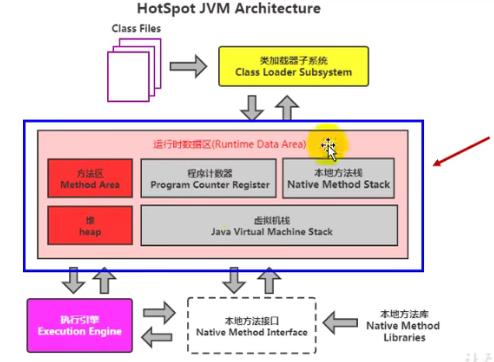 HotSpot JVM Architecture
Class Files
类加载器子系统
Class Loader Subsystem
运行时数据区(Runtime Data Area)
方法区
Method Area
程序计数器
Program Counter Register
本地方法栈
Native Method Stack
堆
heap
虚拟机栈
Java Virtual Machine Stack
执行引擎
Execution Engine
本地方法接口
Native Method Interface
本地方法库
Native Method
Libraries